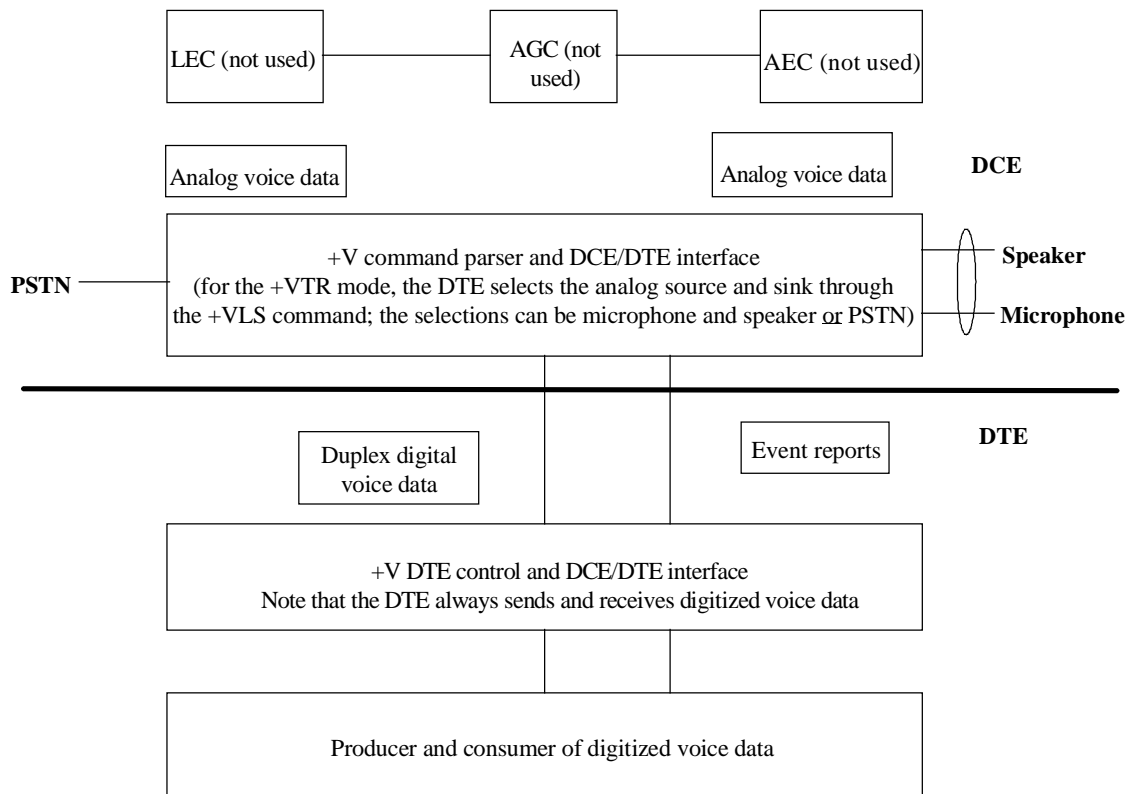 LEC (not used)
AGC (not
used)
AEC (not used)
Analog voice data
Analog voice data
DCE
+V command parser and DCE/DTE interface
(for the +VTR mode, the DTE selects the analog source and sink through
the +VLS command; the selections can be microphone and speaker or PSTN)
PSTN
Speaker
Microphone
DTE
Duplex digital
voice data
Event reports
+V DTE control and DCE/DTE interface
Note that the DTE always sends and receives digitized voice data
Producer and consumer of digitized voice data